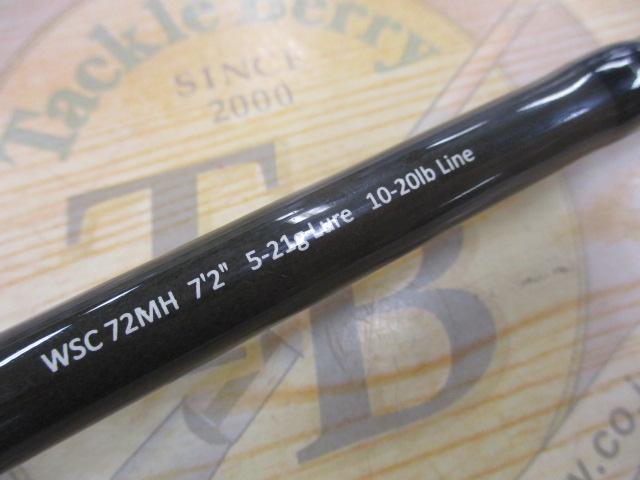 Tackle Berry
SINCE
2000
TB
WSC 72MH 7'2" 5-21g Lure 10-20lb Line